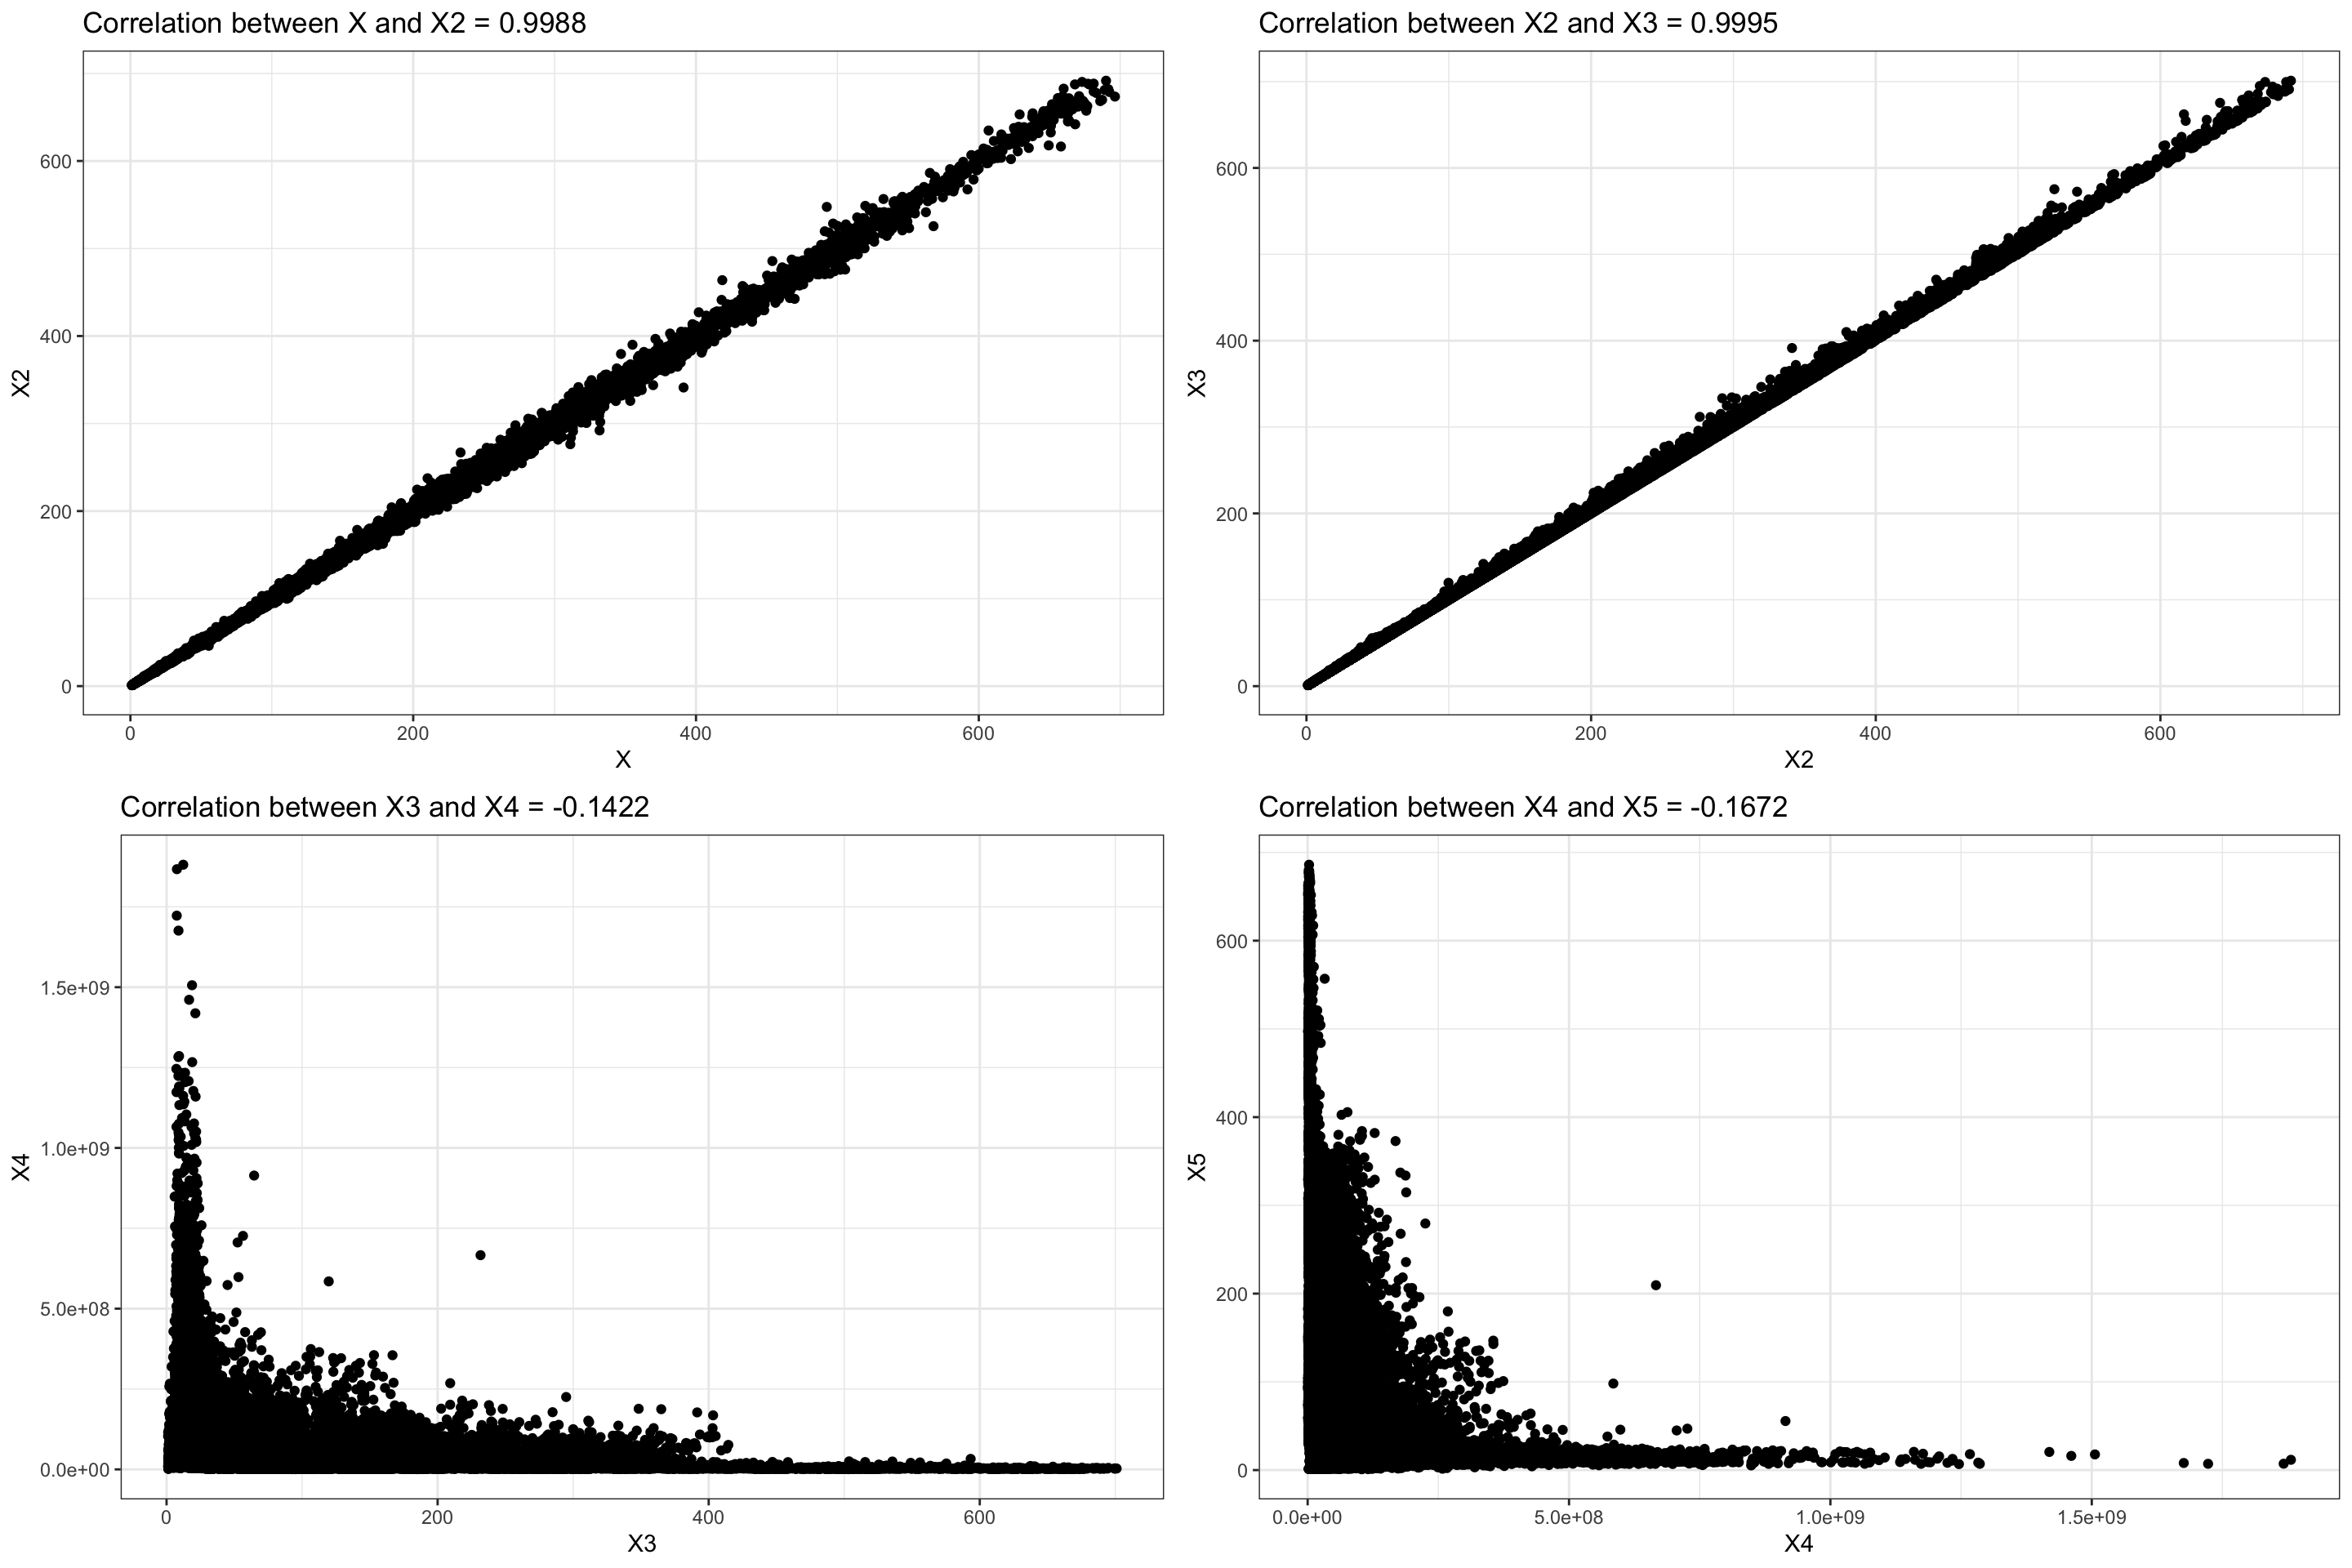 Correlation between X and X2 = 0.9988
600
400
200
0
X2
0 200 400 600
X
Correlation between X2 and X3 = 0.9995
600
400
200
0
X3
0 200 400 600
X2
Correlation between X3 and X4 = -0.1422
1.5e+09
1.0e+09
5.0e+08
0.0e+00
X4
0 200 400 600
X3
Correlation between X4 and X5 = -0.1672
600
400
200
0
X5
0.0e+00 5.0e+08 1.0e+09 1.5e+09
X4